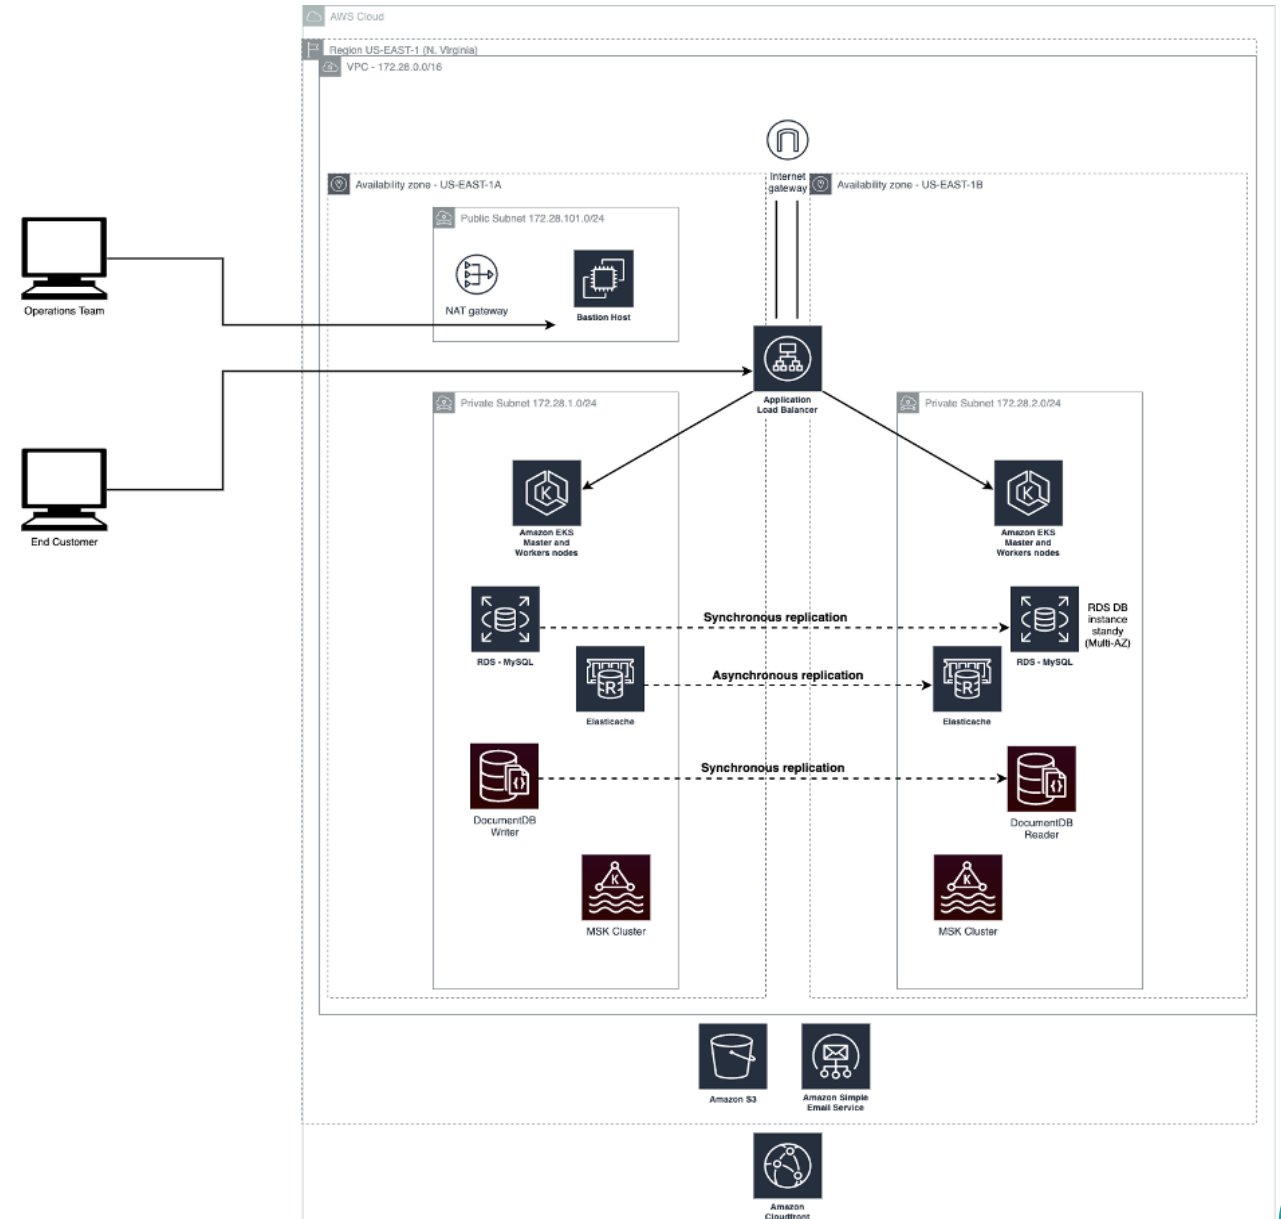 AWS Cloud
Region US-EAST-1 (N. Virginia)
VPC - 172.28.0.0/16
Internet
gateway
Availability zone - US-EAST-1A
Availability zone - US-EAST-1B
Public Subnet 172.28.101.0/24
NAT gateway
Bastion Host
Operations Team
Application
Load Balancer
Private Subnet 172.28.1.0/24
Private Subnet 172.28.2.0/24
End Customer
Amazon EKS
Master and
Workers nodes
Amazon EKS
Master and
Workers nodes
Synchronous replication
RDS - MySQL
RDS - MySQL
RDS DB
instance
standy
(Multi-AZ)
Asynchronous replication
Elasticache
Elasticache
Synchronous replication
DocumentDB
Writer
DocumentDB
Reader
MSK Cluster
MSK Cluster
Amazon S3
Amazon Simple
Email Service
Amazon
Cloudfront